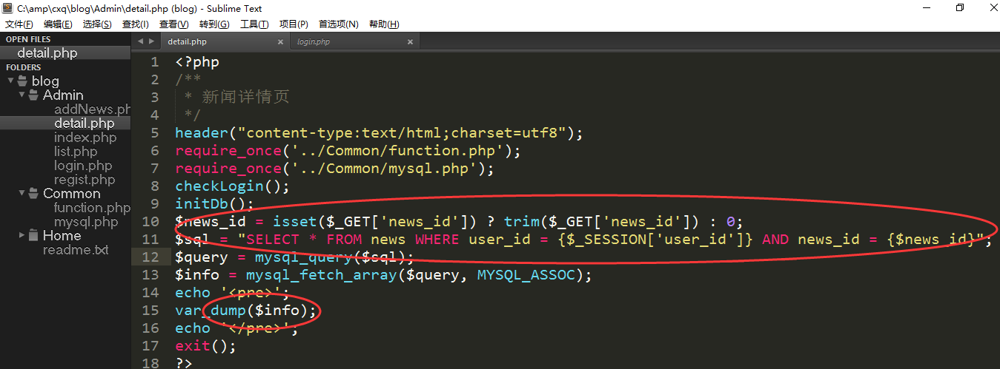 C:\amp\cxq\blog\Admin\detail.php (blog) - Sublime Text
文件(F) 编辑(E) 选择(S) 查找(I) 查看(V) 转到(G) 工具(T) 项目(P) 首选项(N) 帮助(H)
OPEN FILES
detail.php
FOLDERS
blog
Admin
addNews.ph
detail.php
index.php
list.php
login.php
regist.php
Common
function.php
mysql.php
Home
readme.txt
detail.php × login.php ×
1 <?php
2 /**
3 * 新闻详情页
4 */
5 header("content-type:text/html;charset=utf8");
6 require_once('../Common/function.php');
7 require_once('../Common/mysql.php');
8 checkLogin();
9 initDb();
10 $news_id = isset($_GET['news_id']) ? trim($_GET['news_id']) : 0;
11 $sql = "SELECT * FROM news WHERE user_id = {$_SESSION['user_id']} AND news_id = {$news_id}";
12 $query = mysql_query($sql);
13 $info = mysql_fetch_array($query, MYSQL_ASSOC);
14 echo '<pre>';
15 var_dump($info);
16 echo '</pre>';
17 exit();
18 ?>